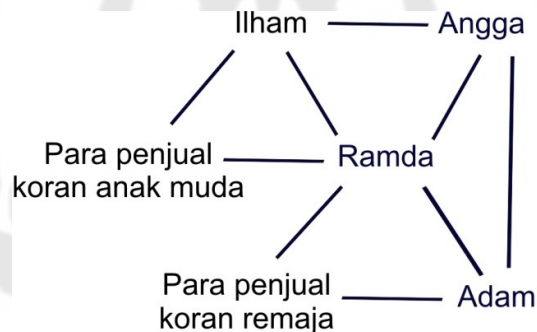 Ilham Angga
Para penjual
koran anak muda
Ramda
Para penjual
koran remaja
Adam